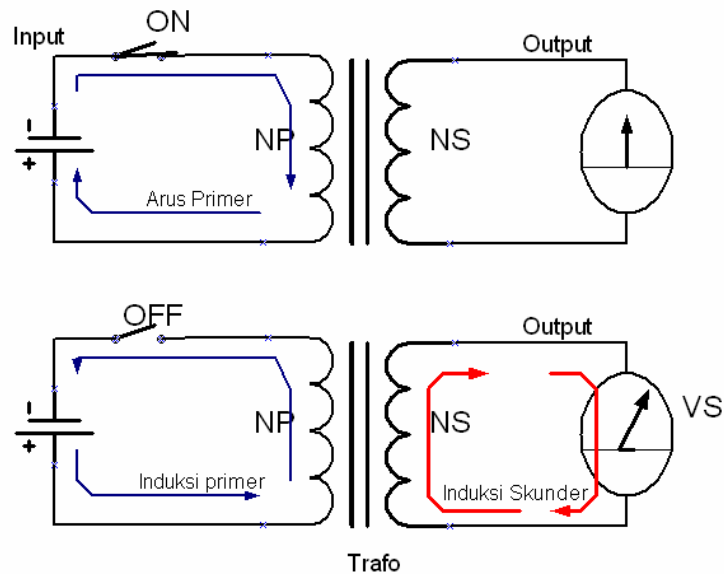 ON
Input
Output
-
+
NP
NS
Arus Primer
OFF
Output
-
+
NP
NS
VS
Induksi primer
Induksi Skunder
Trafo